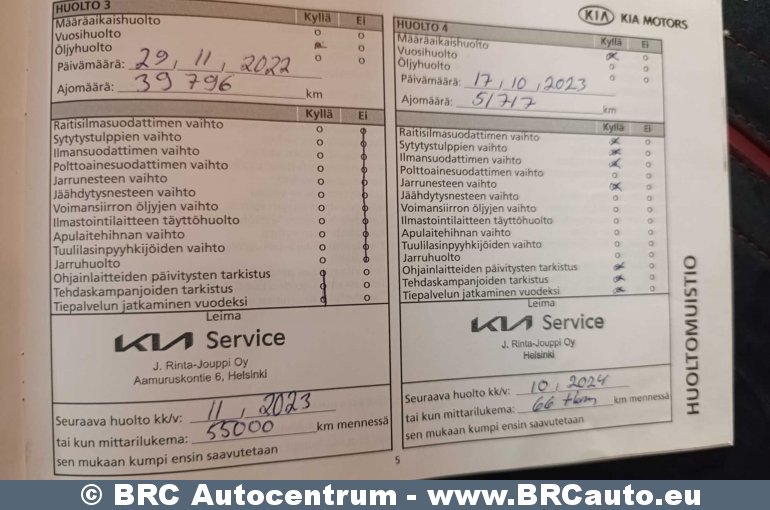 HUOLTO 3
Kyllä Ei
Määräaikaishuolto
Vuosihuolto
Öljyhuolto
Päivämäärä: 29, 11, 2022
Ajomäärä: 39 796 km
Kyllä Ei
Raitisilmasuodattimen vaihto
Sytytystulppien vaihto
Ilmansuodattimen vaihto
Polttoainesuodattimen vaihto
Jarrunesteen vaihto
Jäähdytysnesteen vaihto
Voimansiirron öljyjen vaihto
Ilmastointilaitteen täyttöhuolto
Apulaitehihnan vaihto
Tuulilasinpyyhkijöiden vaihto
Jarruhuolto
Ohjainlaitteiden päivitysten tarkistus
Tehdaskampanjoiden tarkistus
Tiepalvelun jatkaminen vuodeksi
Leima
KIA Service
J. Rinta-Jouppi Oy
Aamuruskontie 6, Helsinki
Seuraava huolto kk/v: 11, 2023
tai kun mittarilukema: 55000 km mennessä
sen mukaan kumpi ensin saavutetaan
KIA KIA MOTORS
HUOLTO 4
Kyllä Ei
Määräaikaishuolto
Vuosihuolto
Öljyhuolto
Päivämäärä: 17, 10, 2023
Ajomäärä: 51717 km
Kyllä Ei
Raitisilmasuodattimen vaihto
Sytytystulppien vaihto
Ilmansuodattimen vaihto
Polttoainesuodattimen vaihto
Jarrunesteen vaihto
Jäähdytysnesteen vaihto
Voimansiirron öljyjen vaihto
Ilmastointilaitteen täyttöhuolto
Apulaitehihnan vaihto
Tuulilasinpyyhkijöiden vaihto
Jarruhuolto
Ohjainlaitteiden päivitysten tarkistus
Tehdaskampanjoiden tarkistus
Tiepalvelun jatkaminen vuodeksi
Leima
KIA Service
J. Rinta-Jouppi Oy
Helsinki
Seuraava huolto kk/v: 10, 2024
tai kun mittarilukema: 66 tkm km mennessä
sen mukaan kumpi ensin saavutetaan
HUOLTOMUISTIO
5
© BRC Autocentrum - www.BRCauto.eu